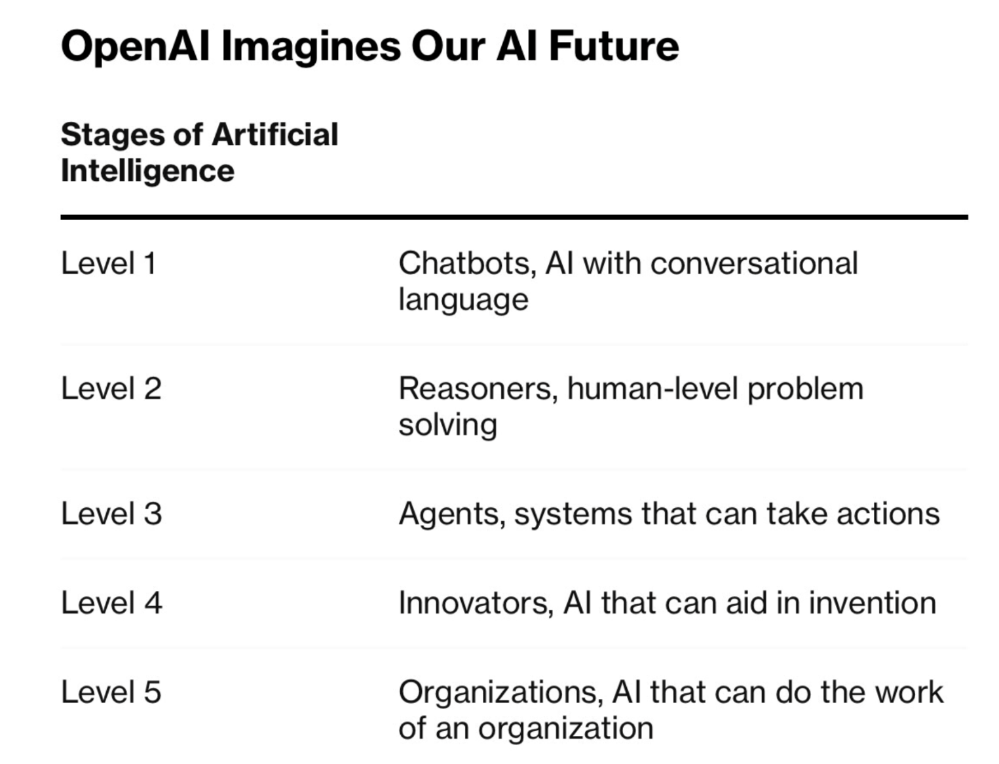 OpenAI Imagines Our AI Future
Stages of Artificial
Intelligence
Level 1
Chatbots, AI with conversational
language
Level 2
Reasoners, human-level problem
solving
Level 3
Agents, systems that can take actions
Level 4
Innovators, AI that can aid in invention
Level 5
Organizations, AI that can do the work
of an organization